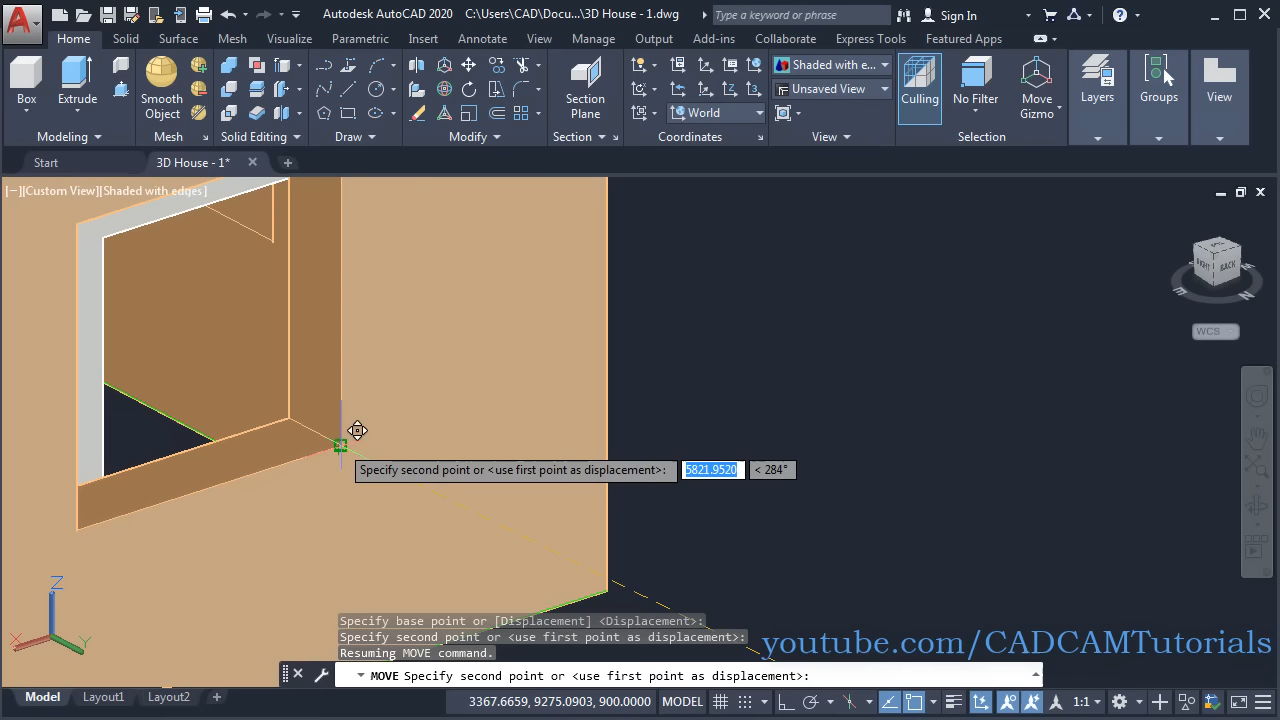 Autodesk AutoCAD 2020 C:\Users\CAD\Docu...\3D House - 1.dwg
Type a keyword or phrase
Sign In
Home Solid Surface Mesh Visualize Parametric Insert Annotate View Manage Output Add-ins Collaborate Express Tools Featured Apps
Box
Extrude
Smooth Object
Section Plane
World
Shaded with e...
Unsaved View
Culling
No Filter
Move Gizmo
Layers
Groups
View
Modeling
Mesh
Solid Editing
Draw
Modify
Section
Coordinates
View
Selection
Start
3D House - 1*
[−][Custom View][Shaded with edges]
RIGHT
BACK
WCS
Specify second point or <use first point as displacement>: 5821.9520 < 284°
Z
X
Y
Specify base point or [Displacement] <Displacement>:
Specify second point or <use first point as displacement>:
Resuming MOVE command.
youtube.com/CADCAMTutorials
MOVE Specify second point or <use first point as displacement>:
Model Layout1 Layout2
3367.6659, 9275.0903, 900.0000 MODEL
1:1